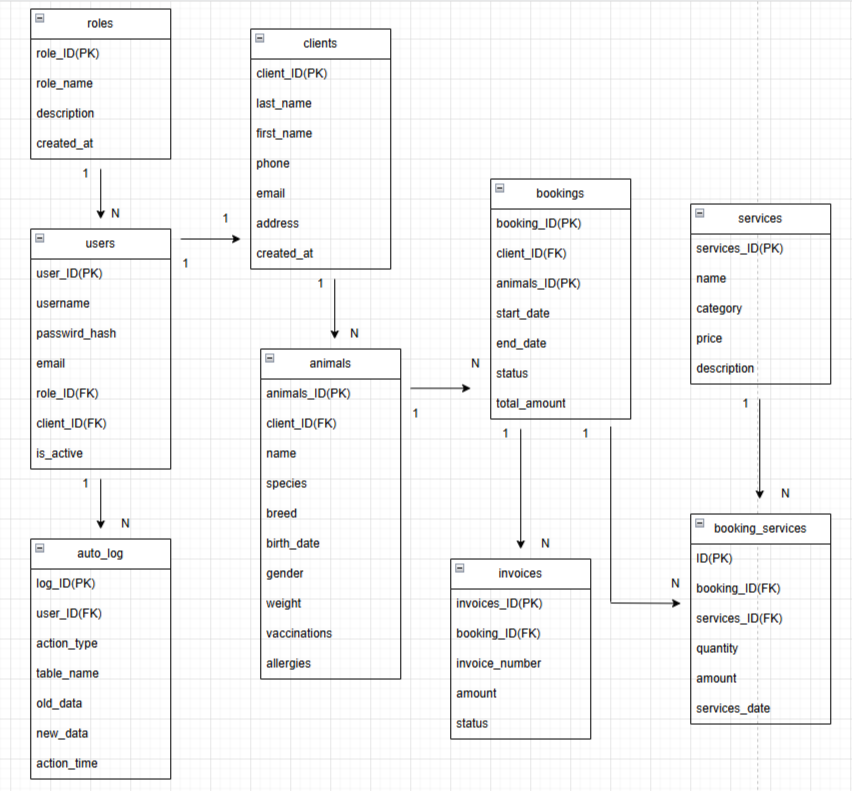 roles
role_ID(PK)
role_name
description
created_at
1
N
users
user_ID(PK)
username
passwird_hash
email
role_ID(FK)
client_ID(FK)
is_active
1
N
auto_log
log_ID(PK)
user_ID(FK)
action_type
table_name
old_data
new_data
action_time
1
1
clients
client_ID(PK)
last_name
first_name
phone
email
address
created_at
1
N
animals
animals_ID(PK)
client_ID(FK)
name
species
breed
birth_date
gender
weight
vaccinations
allergies
N
1
bookings
booking_ID(PK)
client_ID(FK)
animals_ID(PK)
start_date
end_date
status
total_amount
1
1
N
invoices
invoices_ID(PK)
booking_ID(FK)
invoice_number
amount
status
N
services
services_ID(PK)
name
category
price
description
1
N
booking_services
ID(PK)
booking_ID(FK)
services_ID(FK)
quantity
amount
services_date